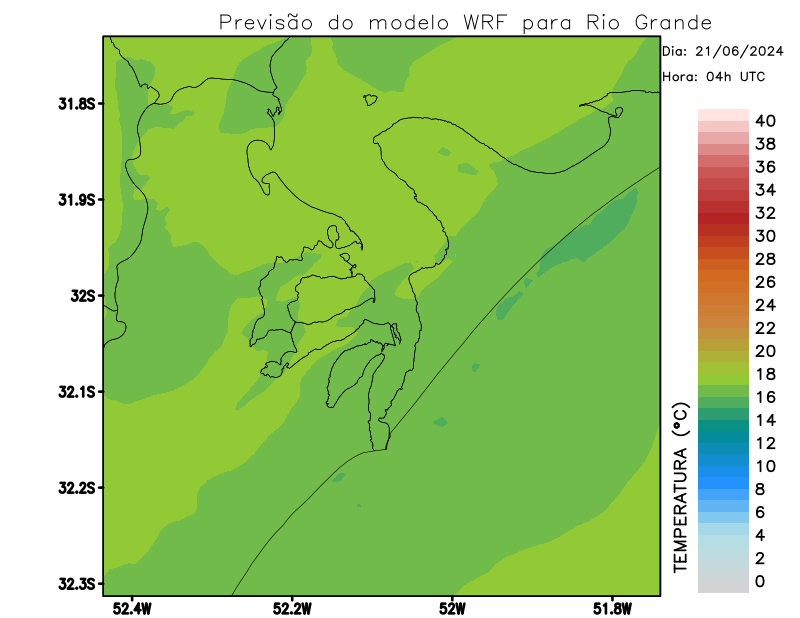 Previsão do modelo WRF para Rio Grande
Dia: 21/06/2024
Hora: 04h UTC
31.8S
31.9S
32S
32.1S
32.2S
32.3S
52.4W
52.2W
52W
51.8W
TEMPERATURA (°C)
40
38
36
34
32
30
28
26
24
22
20
18
16
14
12
10
8
6
4
2
0